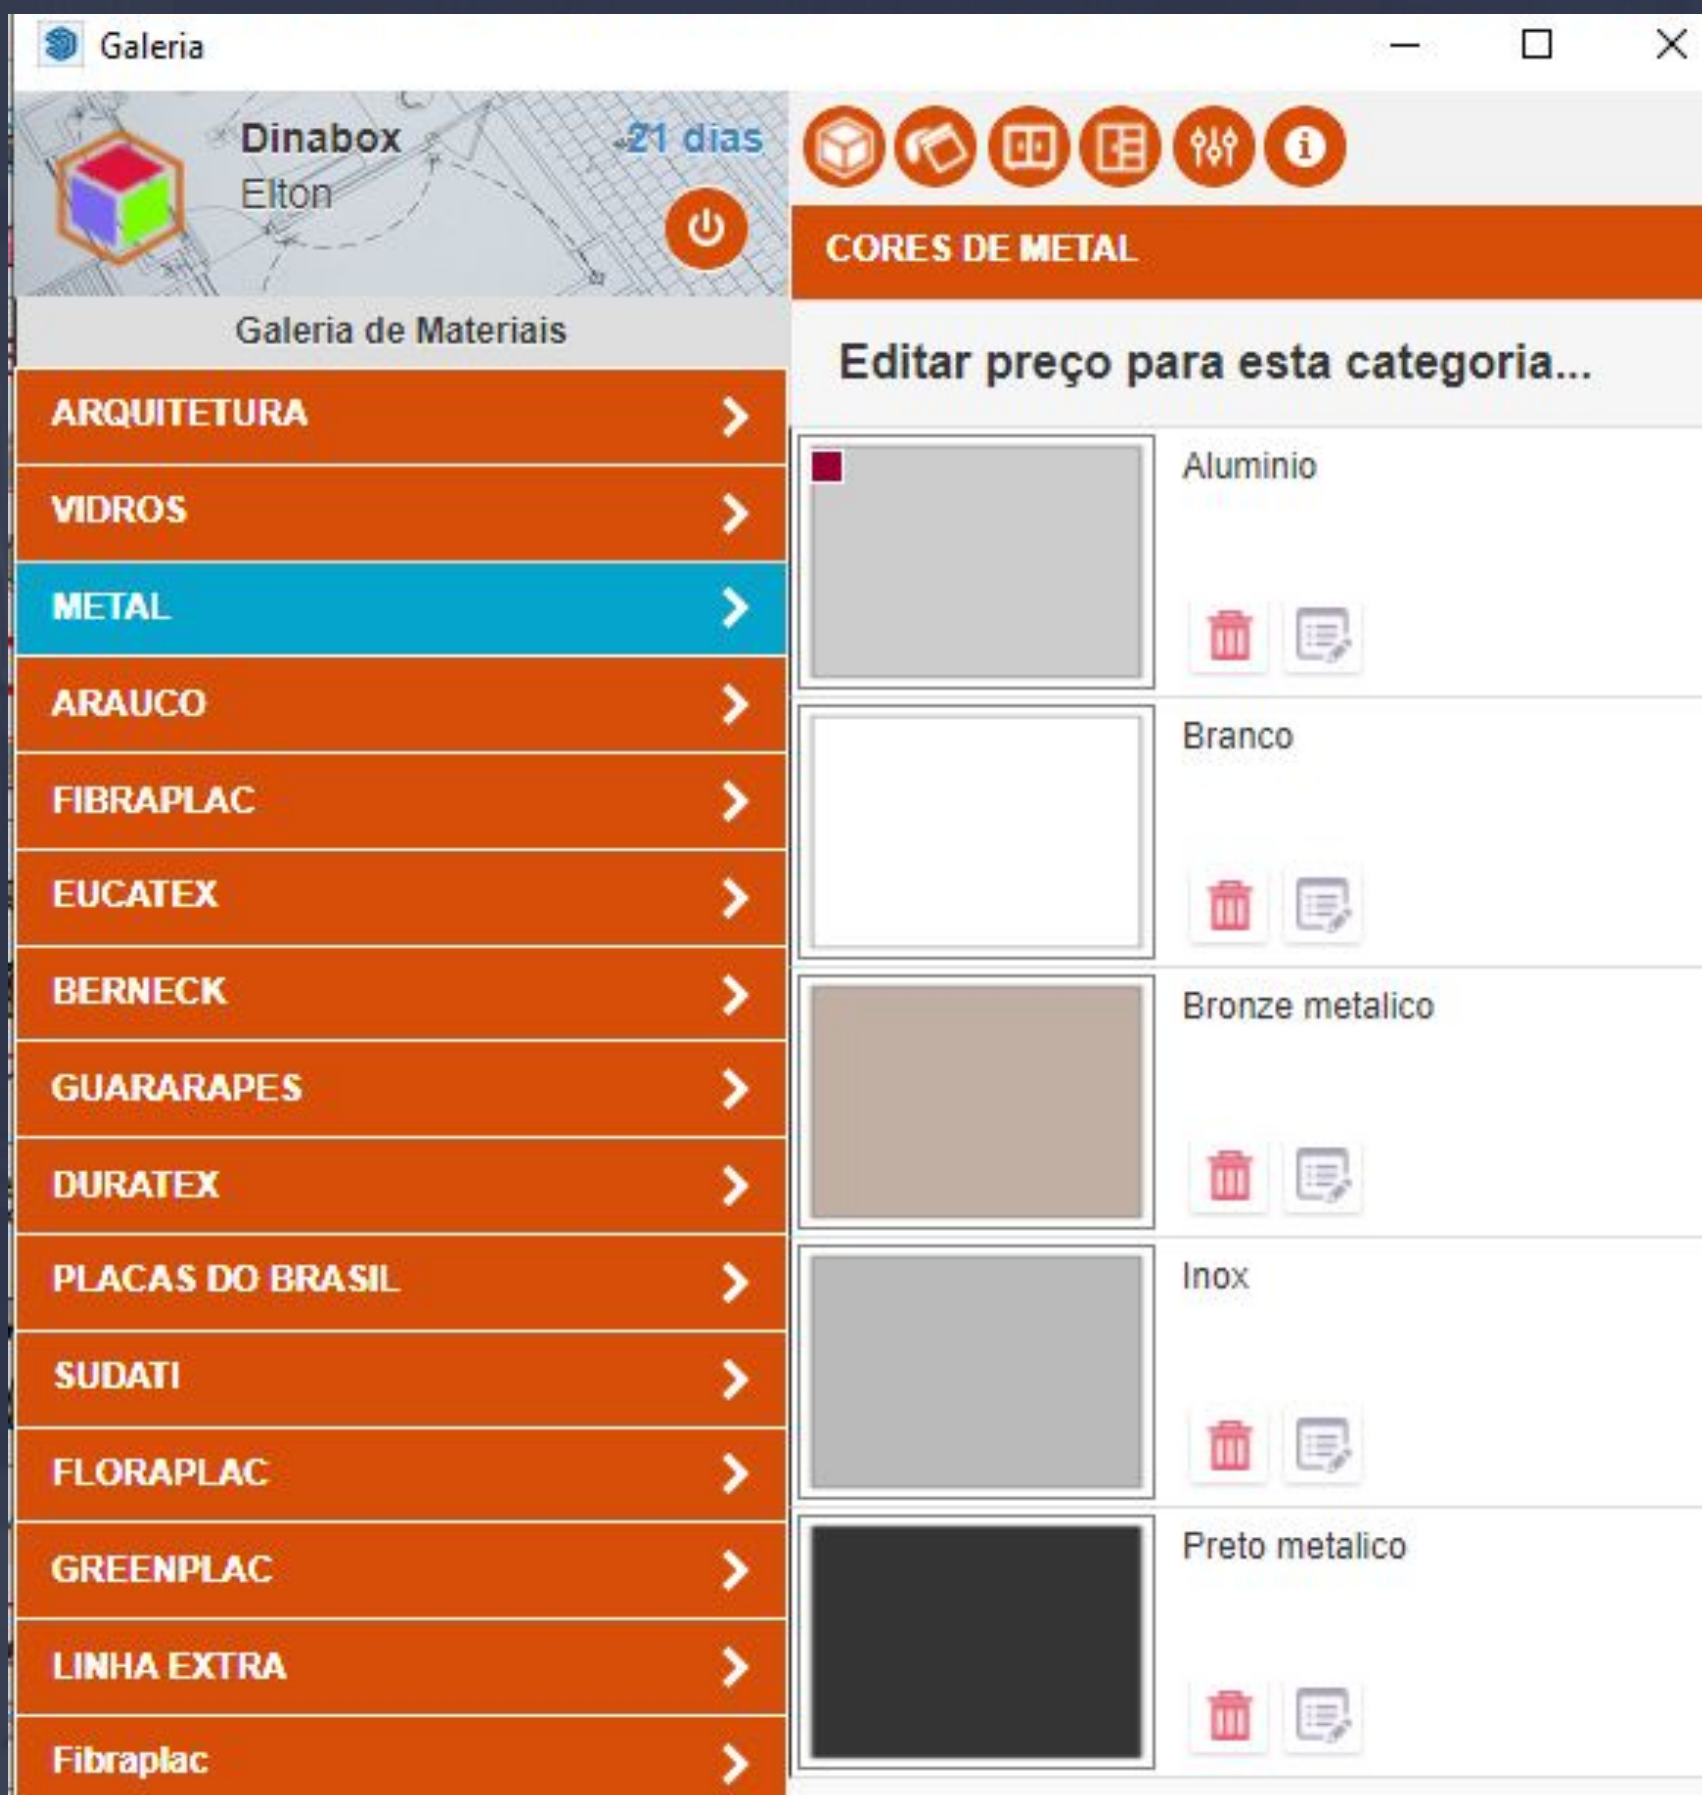 Galeria
Dinabox
21 dias
Elton
Galeria de Materiais
ARQUITETURA
VIDROS
METAL
ARAUCO
FIBRAPLAC
EUCATEX
BERNECK
GUARARAPES
DURATEX
PLACAS DO BRASIL
SUDATI
FLORAPLAC
GREENPLAC
LINHA EXTRA
Fibraplac
CORES DE METAL
Editar preço para esta categoria...
Aluminio
Branco
Bronze metalico
Inox
Preto metalico